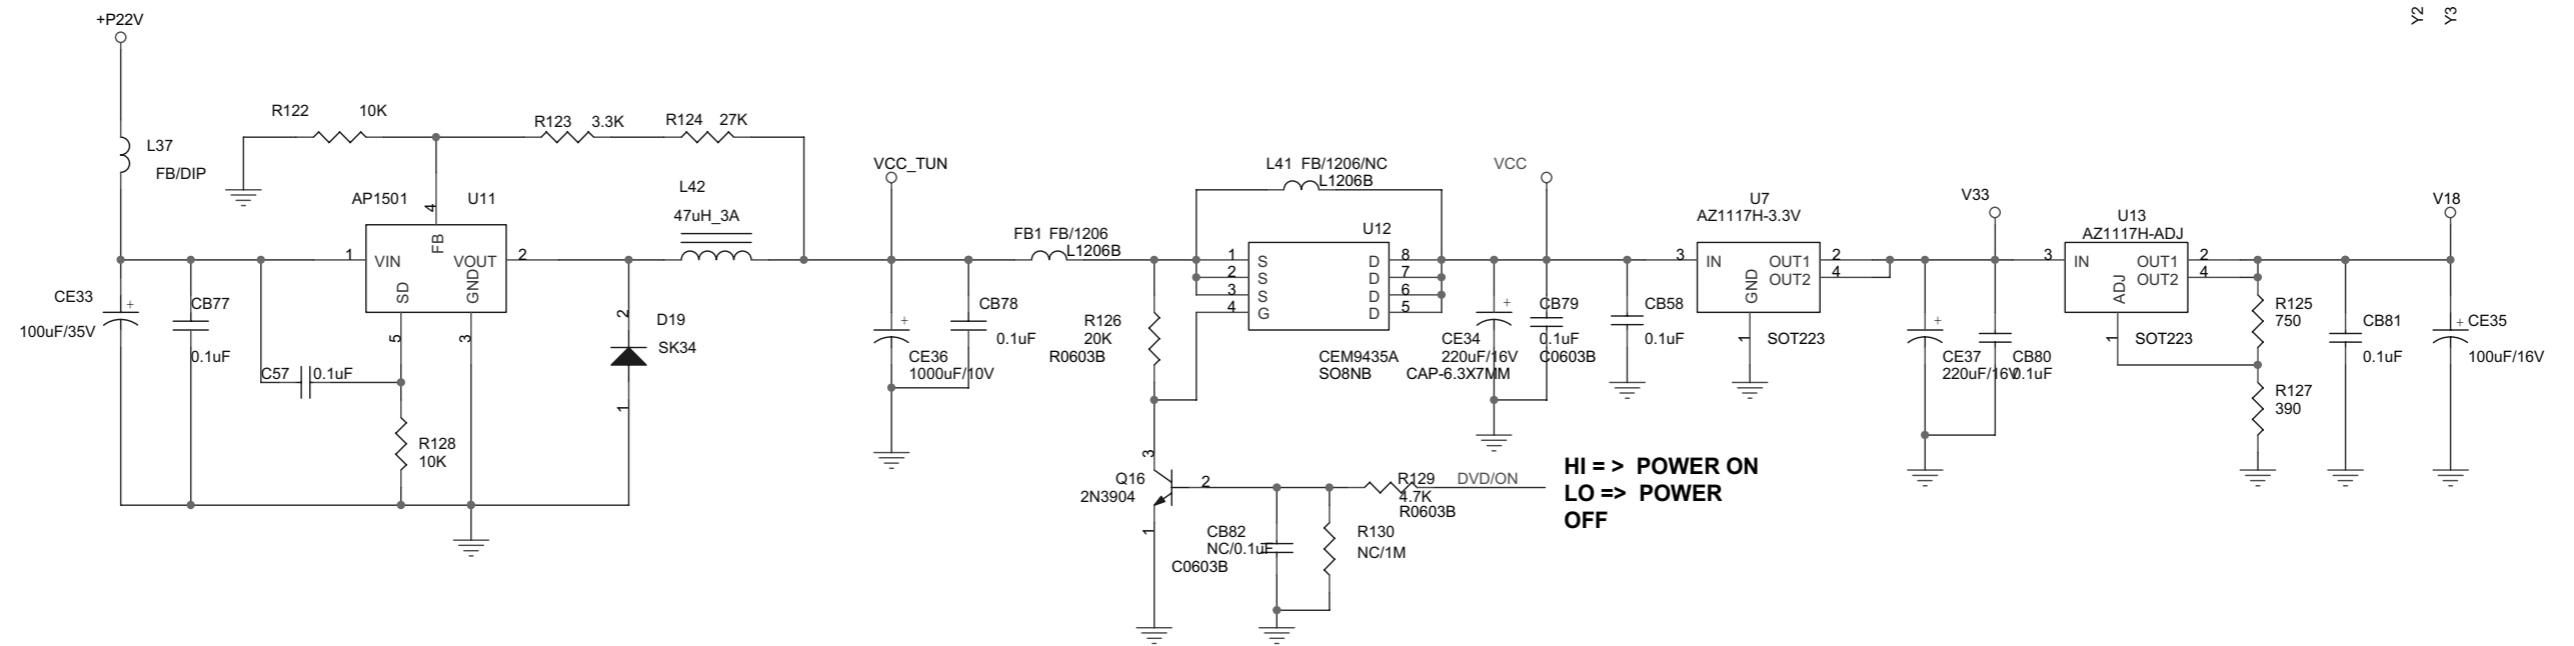 +P22V
Y2
Y3
R122 10K
R123 3.3K
R124 27K
L37
FB/DIP
AP1501 U11
4
FB
1 VIN VOUT 2
SD
GND
5
3
L42
47uH_3A
CE33
100uF/35V
CB77
0.1uF
C57 0.1uF
R128
10K
2
D19
SK34
1
VCC_TUN
CB78
0.1uF
CE36
1000uF/10V
FB1 FB/1206
L1206B
L41 FB/1206/NC
L1206B
U12
1 S D 8
2 S D 7
3 S D 6
4 G D 5
CEM9435A
SO8NB
R126
20K
R0603B
3
Q16
2N3904
2
1
CB82
NC/0.1uF
C0603B
R130
NC/1M
R129
4.7K
R0603B
DVD/ON
HI = > POWER ON
LO => POWER
OFF
VCC
CE34
220uF/16V
CAP-6.3X7MM
CB79
0.1uF
C0603B
CB58
0.1uF
U7
AZ1117H-3.3V
3 IN OUT1 2
OUT2 4
GND
1
SOT223
V33
CE37
220uF/16V
CB80
0.1uF
U13
AZ1117H-ADJ
3 IN OUT1 2
OUT2 4
ADJ
1
SOT223
R125
750
R127
390
CB81
0.1uF
V18
CE35
100uF/16V
+
+
+
+
+